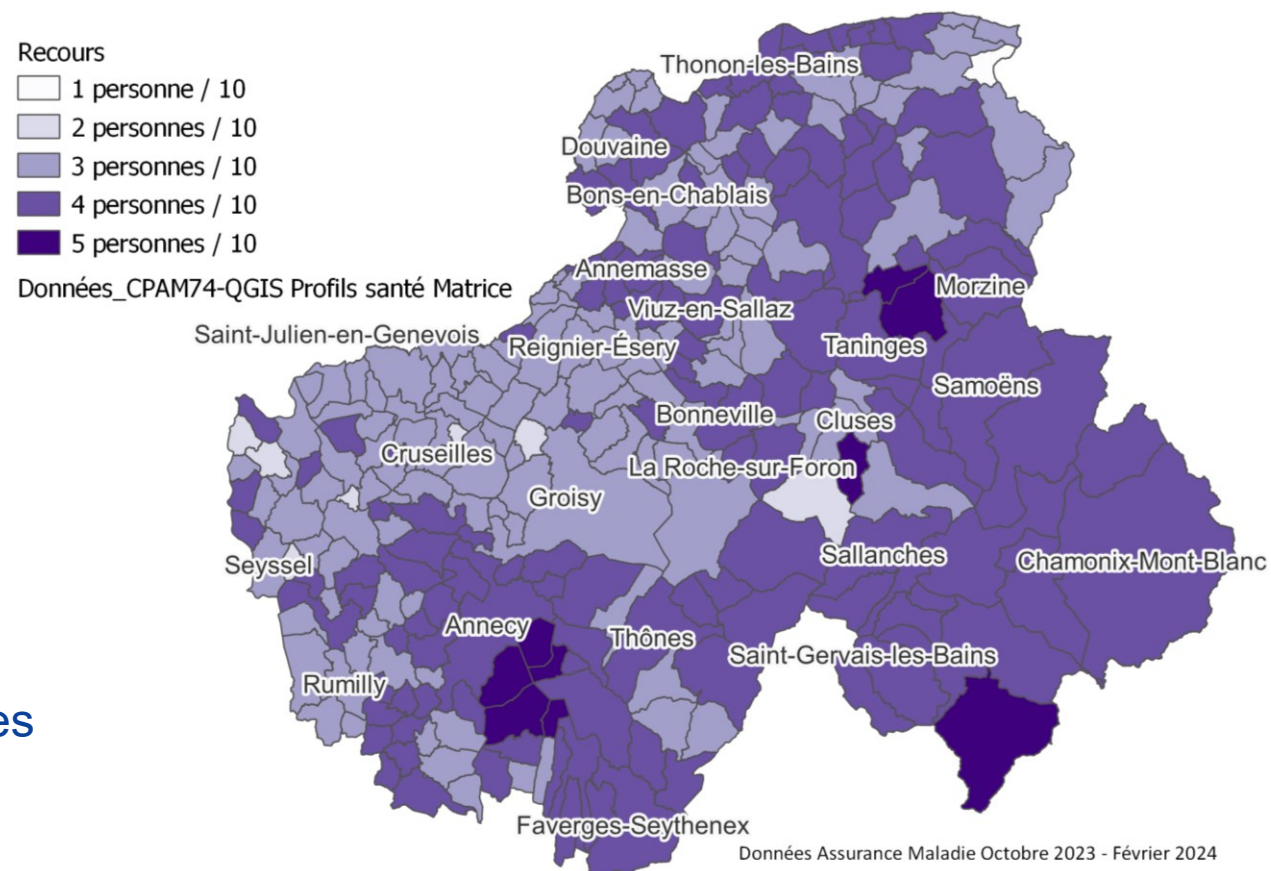 Recours
1 personne / 10
2 personnes / 10
3 personnes / 10
4 personnes / 10
5 personnes / 10
Données_CPAM74-QGIS Profils santé Matrice
Thonon-les-Bains
Douvaine
Bons-en-Chablais
Annemasse
Morzine
Viuz-en-Sallaz
Saint-Julien-en-Genevois
Reignier-Ésery
Taninges
Samoëns
Bonneville
Cluses
Cruseilles
La Roche-sur-Foron
Groisy
Sallanches
Chamonix-Mont-Blanc
Seyssel
Annecy
Thônes
Saint-Gervais-les-Bains
Rumilly
es
Faverges-Seythenex
Données Assurance Maladie Octobre 2023 - Février 2024